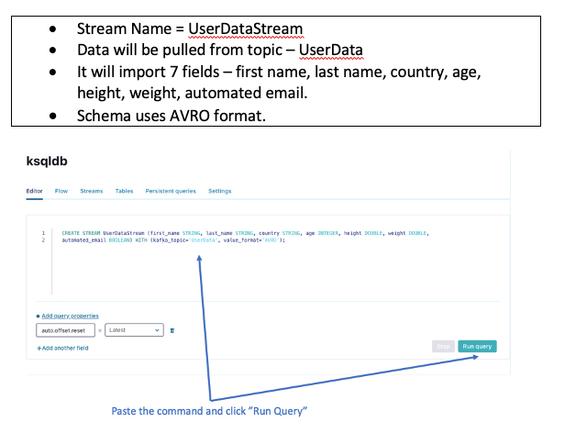 • Stream Name = UserDataStream
• Data will be pulled from topic – UserData
• It will import 7 fields – first name, last name, country, age,
height, weight, automated email.
• Schema uses AVRO format.
ksqldb
Editor Flow Streams Tables Persistent queries Settings
1 CREATE STREAM UserDataStream (first_name STRING, last_name STRING, country STRING, age INTEGER, height DOUBLE, weight DOUBLE,
2 automated_email BOOLEAN) WITH (kafka_topic='UserData', value_format='AVRO');
Add query properties
auto.offset.reset = Latest
+Add another field
Stop Run query
Paste the command and click "Run Query"